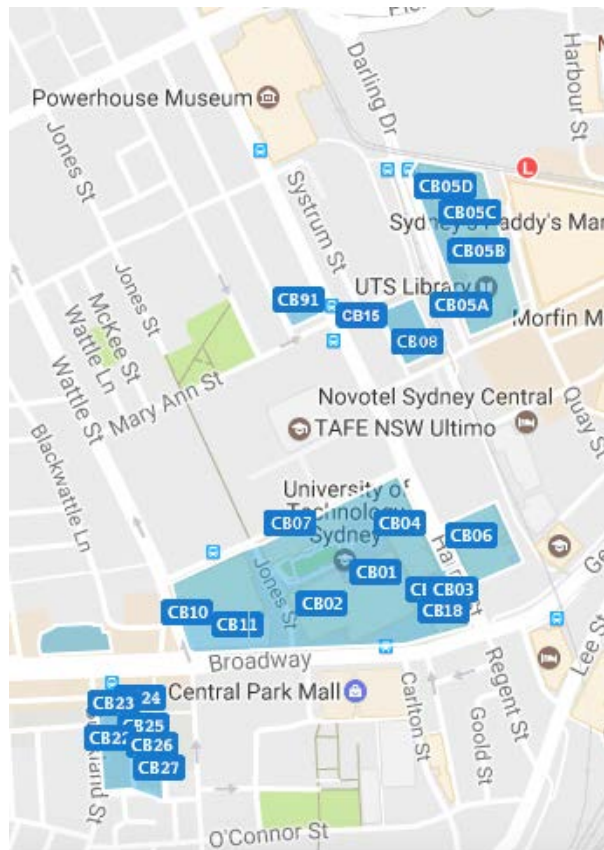 Pie
Harbour St
Darling Dr
Powerhouse Museum
Jones St
L
CB05D
CB05C
Systrum St
Sydney's Paddy's Mar
CB05B
UTS Library
Jones St
CB91
CB05A
CB15
Morfin M
McKee St
Wattle Ln
CB08
Wattle St
Mary Ann St
Novotel Sydney Central
Quay St
TAFE NSW Ultimo
Blackwattle Ln
University of
Technology
Sydney
CB07
CB04
CB06
CB01
Jones St
CB02
CB03
CB18
CB10
CB11
Broadway
Regent St
Lee St
CB23
24
Central Park Mall
CB25
CB26
CB27
Carlton St
Goold St
O'Connor St